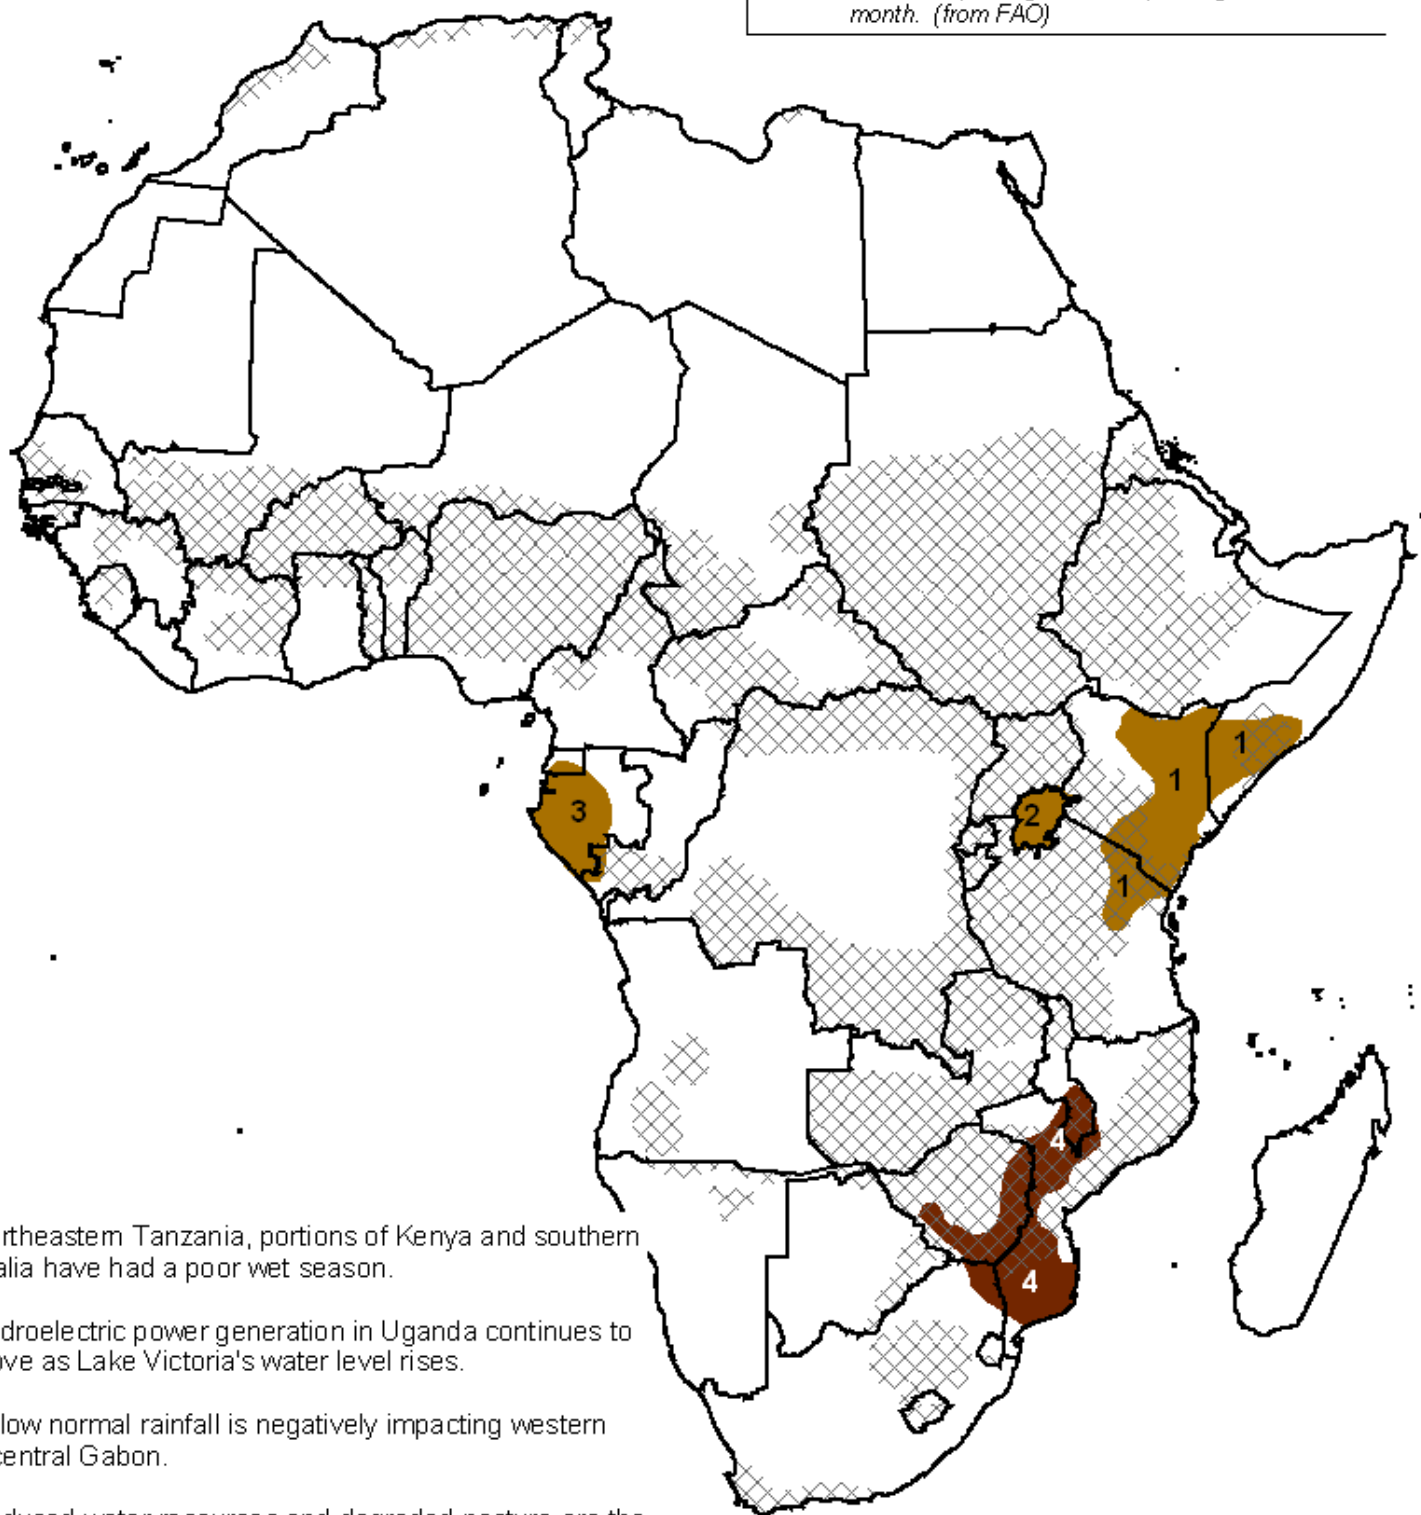 month. (from FAO)
1
1
2
3
1
4
4
rtheastern Tanzania, portions of Kenya and southern
alia have had a poor wet season.
droelectric power generation in Uganda continues to
ove as Lake Victoria's water level rises.
low normal rainfall is negatively impacting western
central Gabon.